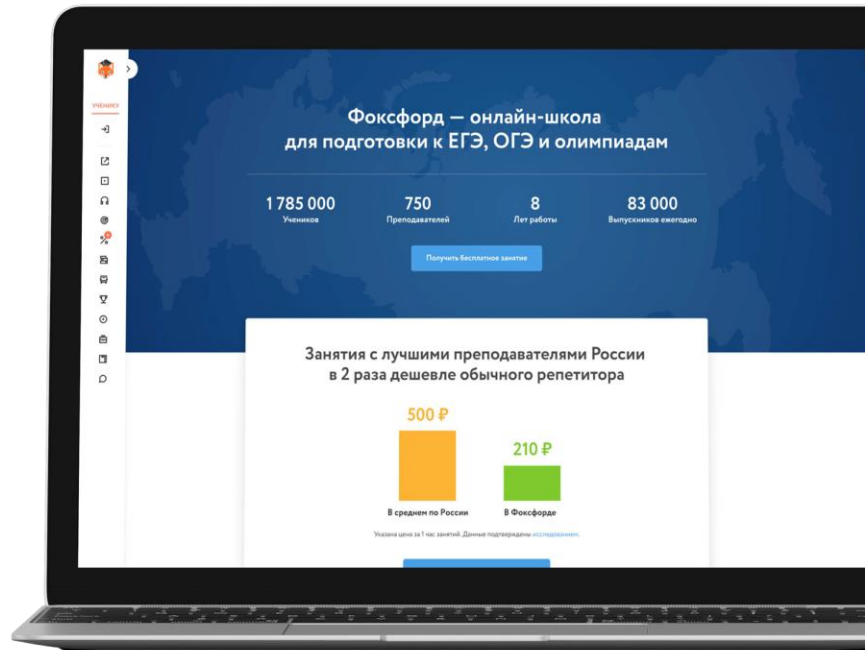 УЧЕНИКУ
Фоксфорд — онлайн-школа
для подготовки к ЕГЭ, ОГЭ и олимпиадам
1 785 000
750
8
83 000
Учеников
Преподавателей
Лет работы
Выпускников ежегодно
Получить бесплатное занятие
Занятия с лучшими преподавателями России
в 2 раза дешевле обычного репетитора
500 ₽
210 ₽
В среднем по России
В Фоксфорде
Указана цена за 1 час занятий. Данные подтверждены исследованием.